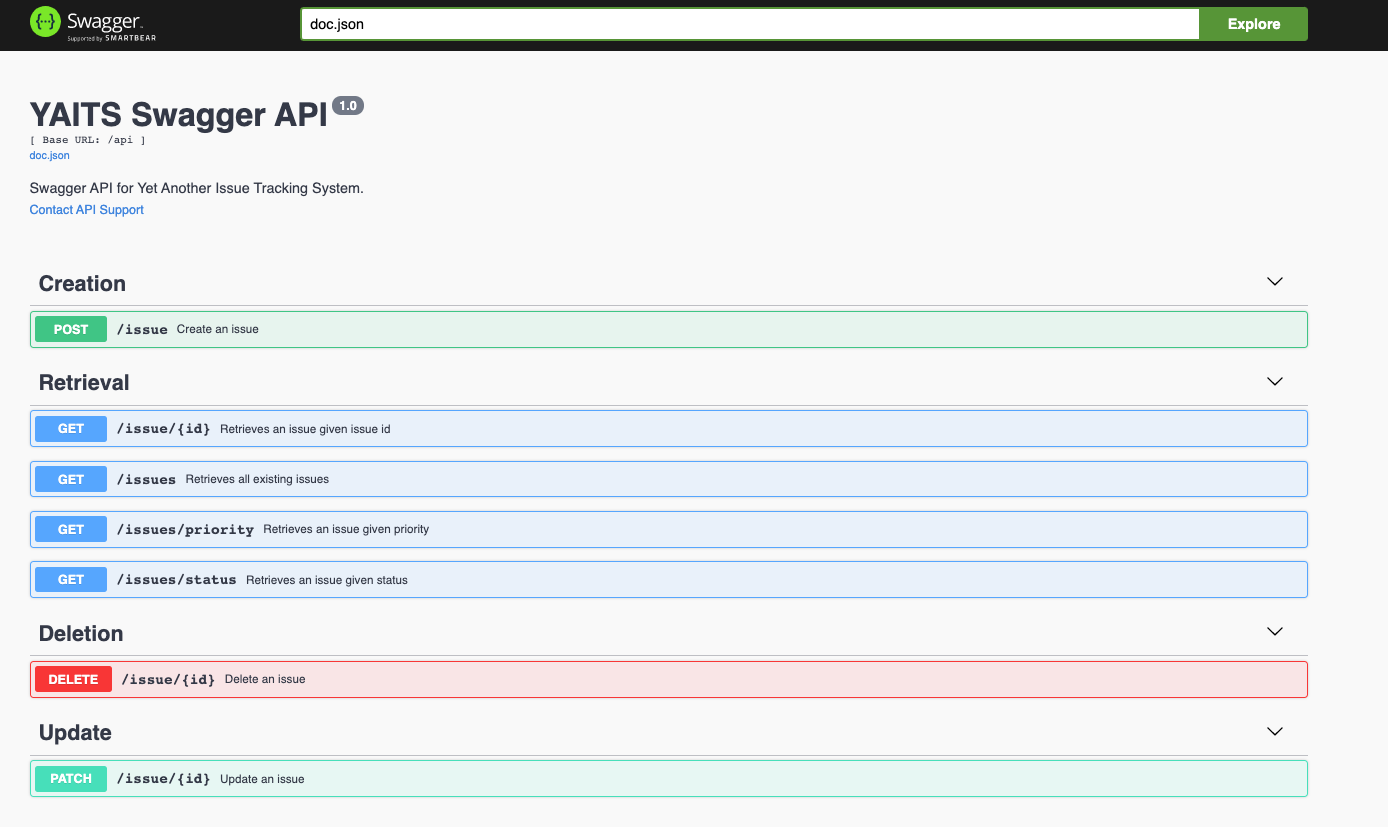 Swagger
Supported by SMARTBEAR
doc.json
Explore
YAITS Swagger API 1.0
[ Base URL: /api ]
doc.json
Swagger API for Yet Another Issue Tracking System.
Contact API Support
Creation
POST /issue Create an issue
Retrieval
GET /issue/{id} Retrieves an issue given issue id
GET /issues Retrieves all existing issues
GET /issues/priority Retrieves an issue given priority
GET /issues/status Retrieves an issue given status
Deletion
DELETE /issue/{id} Delete an issue
Update
PATCH /issue/{id} Update an issue